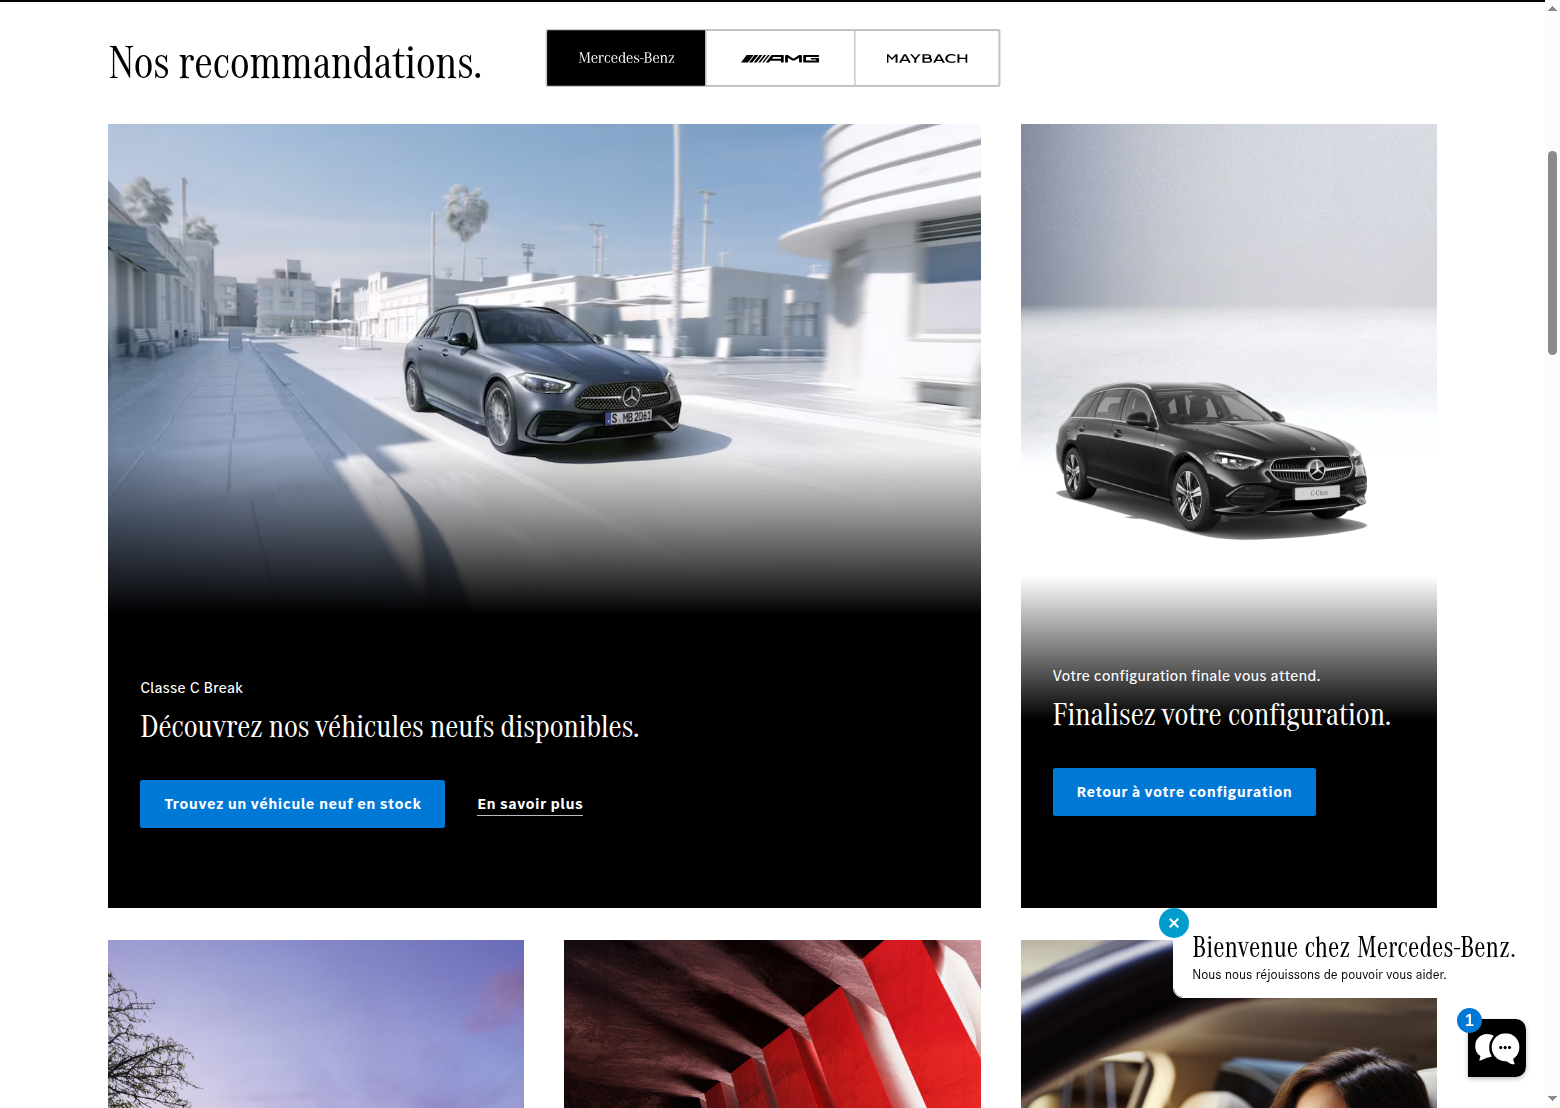 Nos recommandations.
Mercedes-Benz
AMG
MAYBACH
S MB 2061
C-Class
Classe C Break
Découvrez nos véhicules neufs disponibles.
Trouvez un véhicule neuf en stock
En savoir plus
Votre configuration finale vous attend.
Finalisez votre configuration.
Retour à votre configuration
Bienvenue chez Mercedes-Benz.
Nous nous réjouissons de pouvoir vous aider.
1